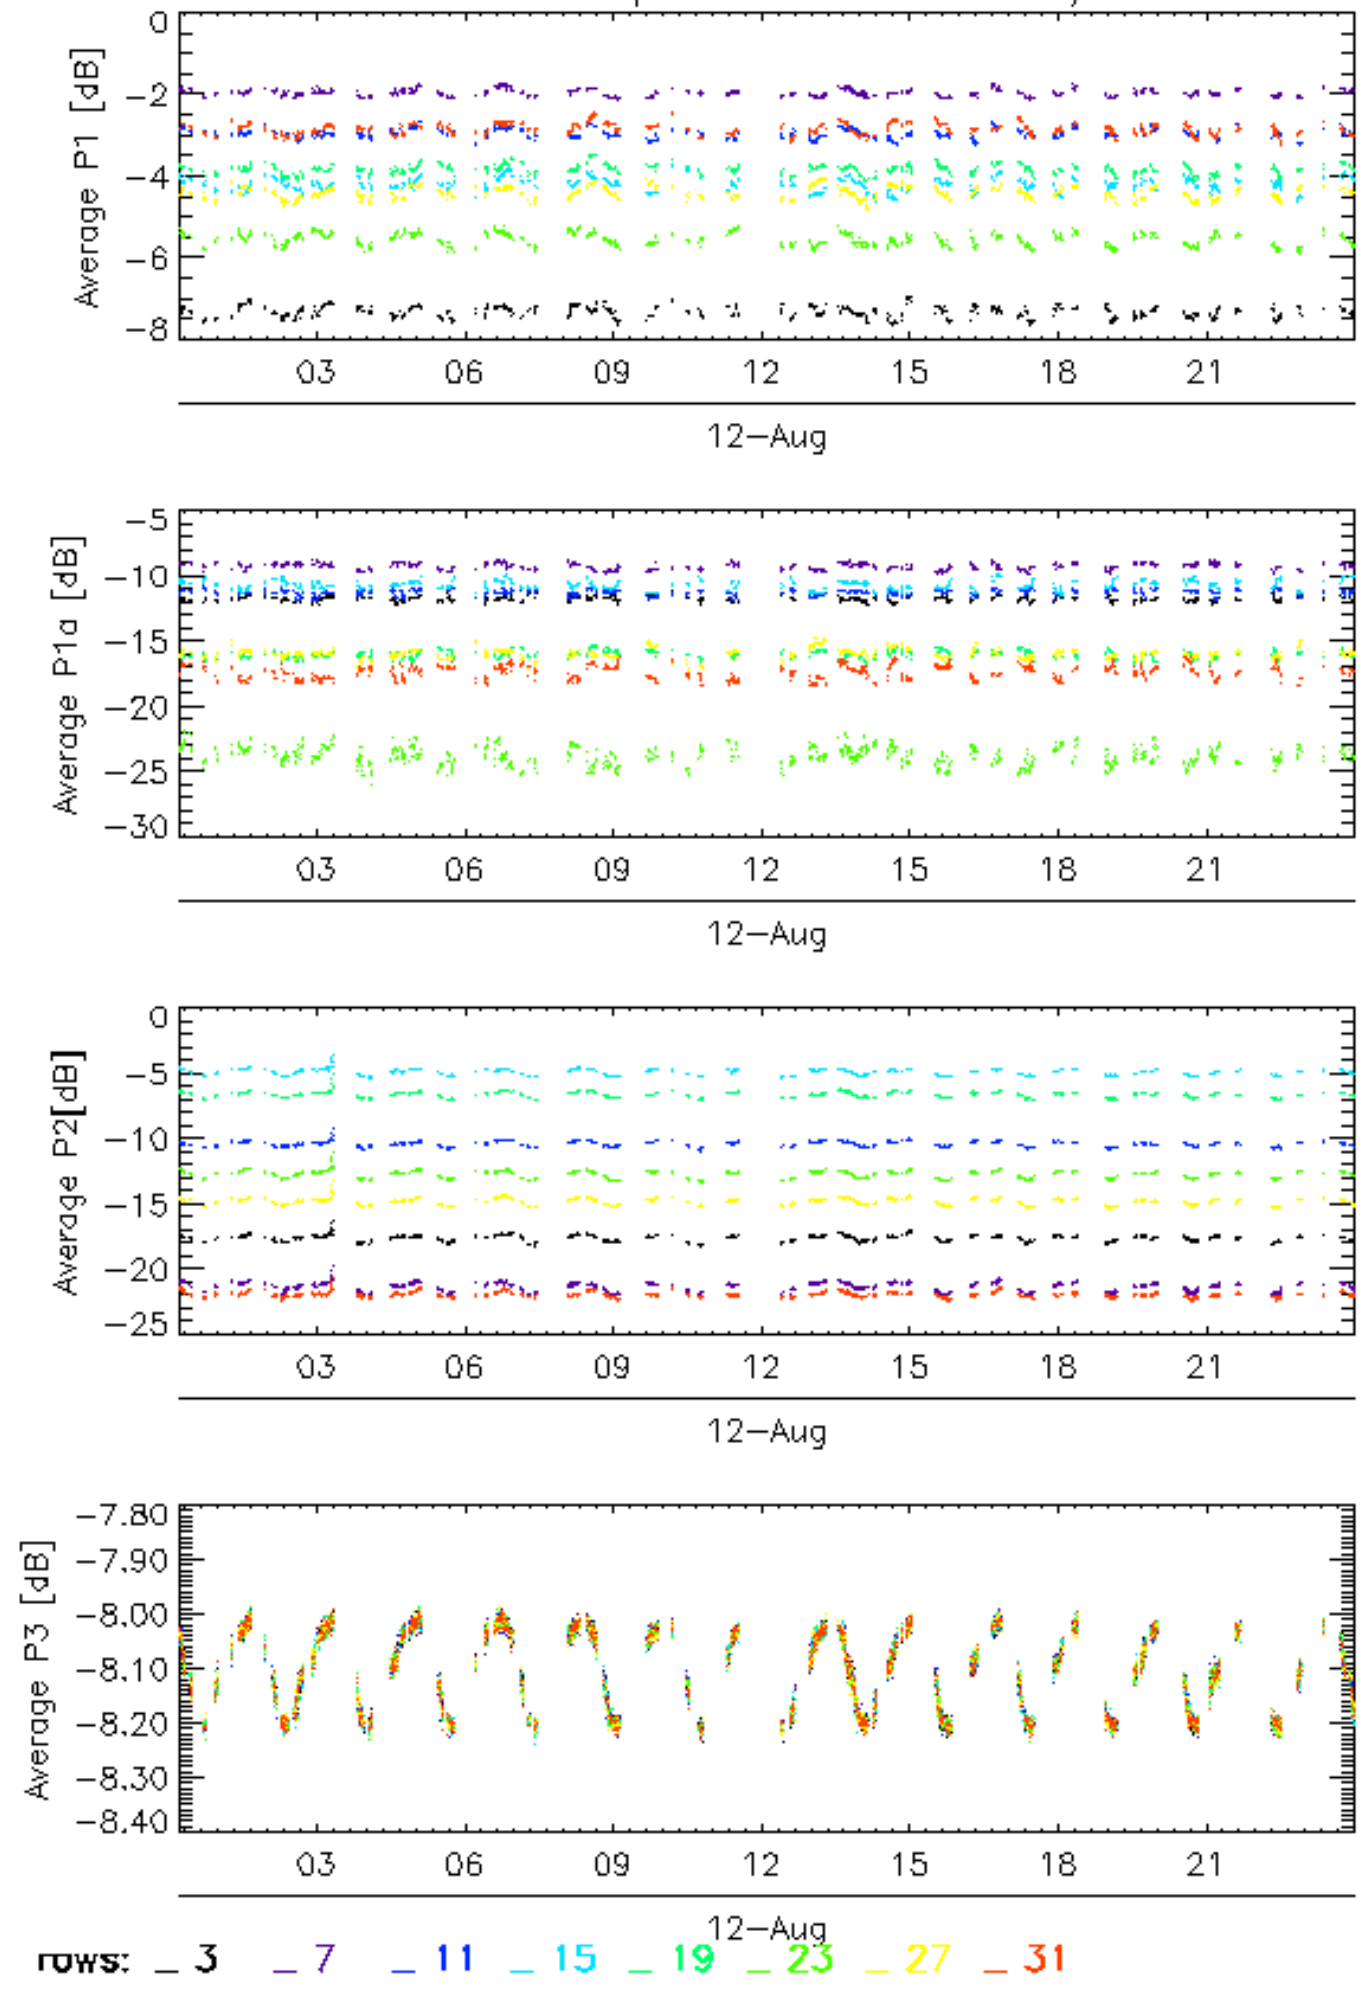 Average P1 [dB]
0
−2
−4
−6
−8
03 06 09 12 15 18 21
12−Aug
Average P1a [dB]
−5
−10
−15
−20
−25
−30
03 06 09 12 15 18 21
12−Aug
Average P2[dB]
0
−5
−10
−15
−20
−25
03 06 09 12 15 18 21
12−Aug
Average P3 [dB]
−7.80
−7.90
−8.00
−8.10
−8.20
−8.30
−8.40
03 06 09 12 15 18 21
12−Aug
rows: _ 3 _ 7 _ 11 _ 15 _ 19 _ 23 _ 27 _ 31